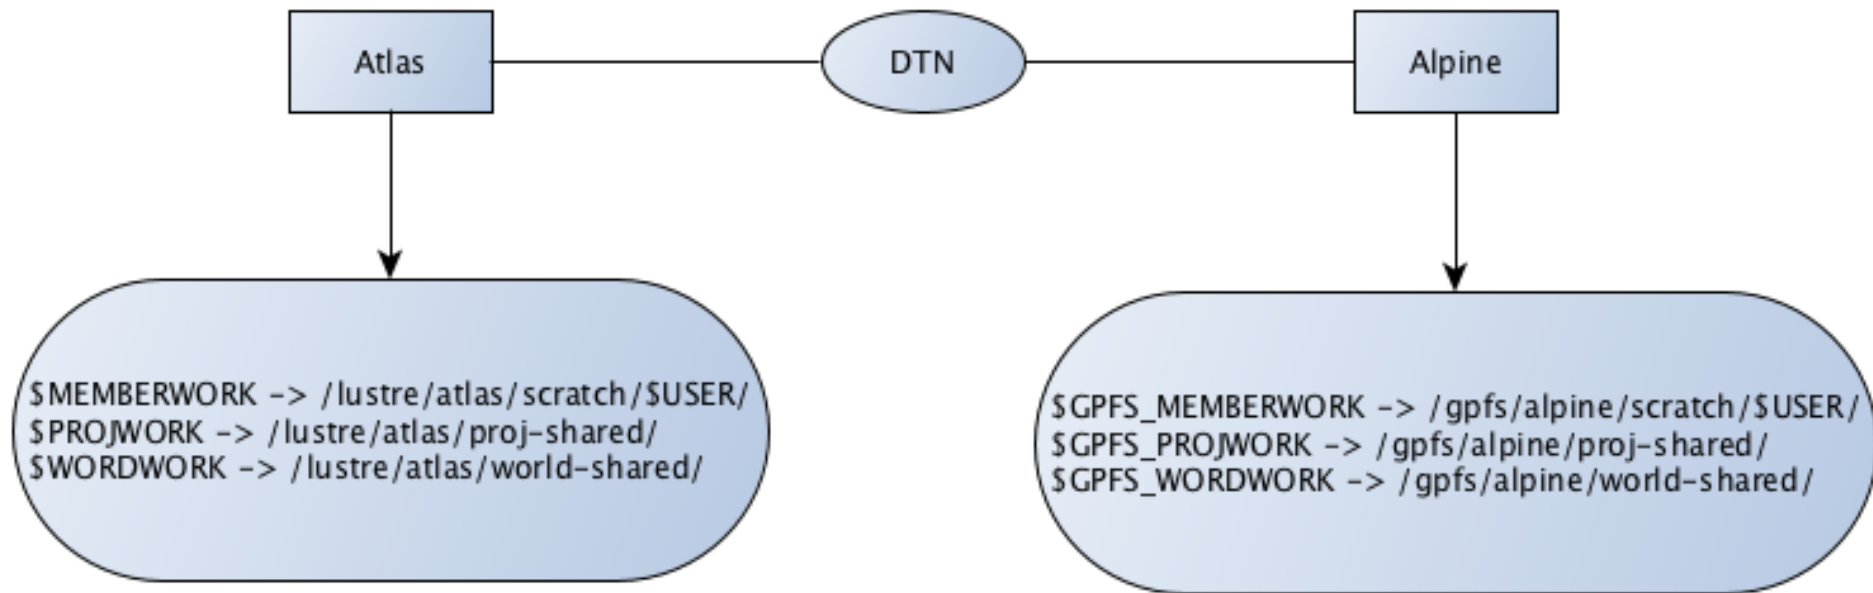 Atlas
DTN
Alpine
$MEMBERWORK -> /lustre/atlas/scratch/$USER/
$PROJWORK -> /lustre/atlas/proj-shared/
$WORDWORK -> /lustre/atlas/world-shared/
$GPFS_MEMBERWORK -> /gpfs/alpine/scratch/$USER/
$GPFS_PROJWORK -> /gpfs/alpine/proj-shared/
$GPFS_WORDWORK -> /gpfs/alpine/world-shared/